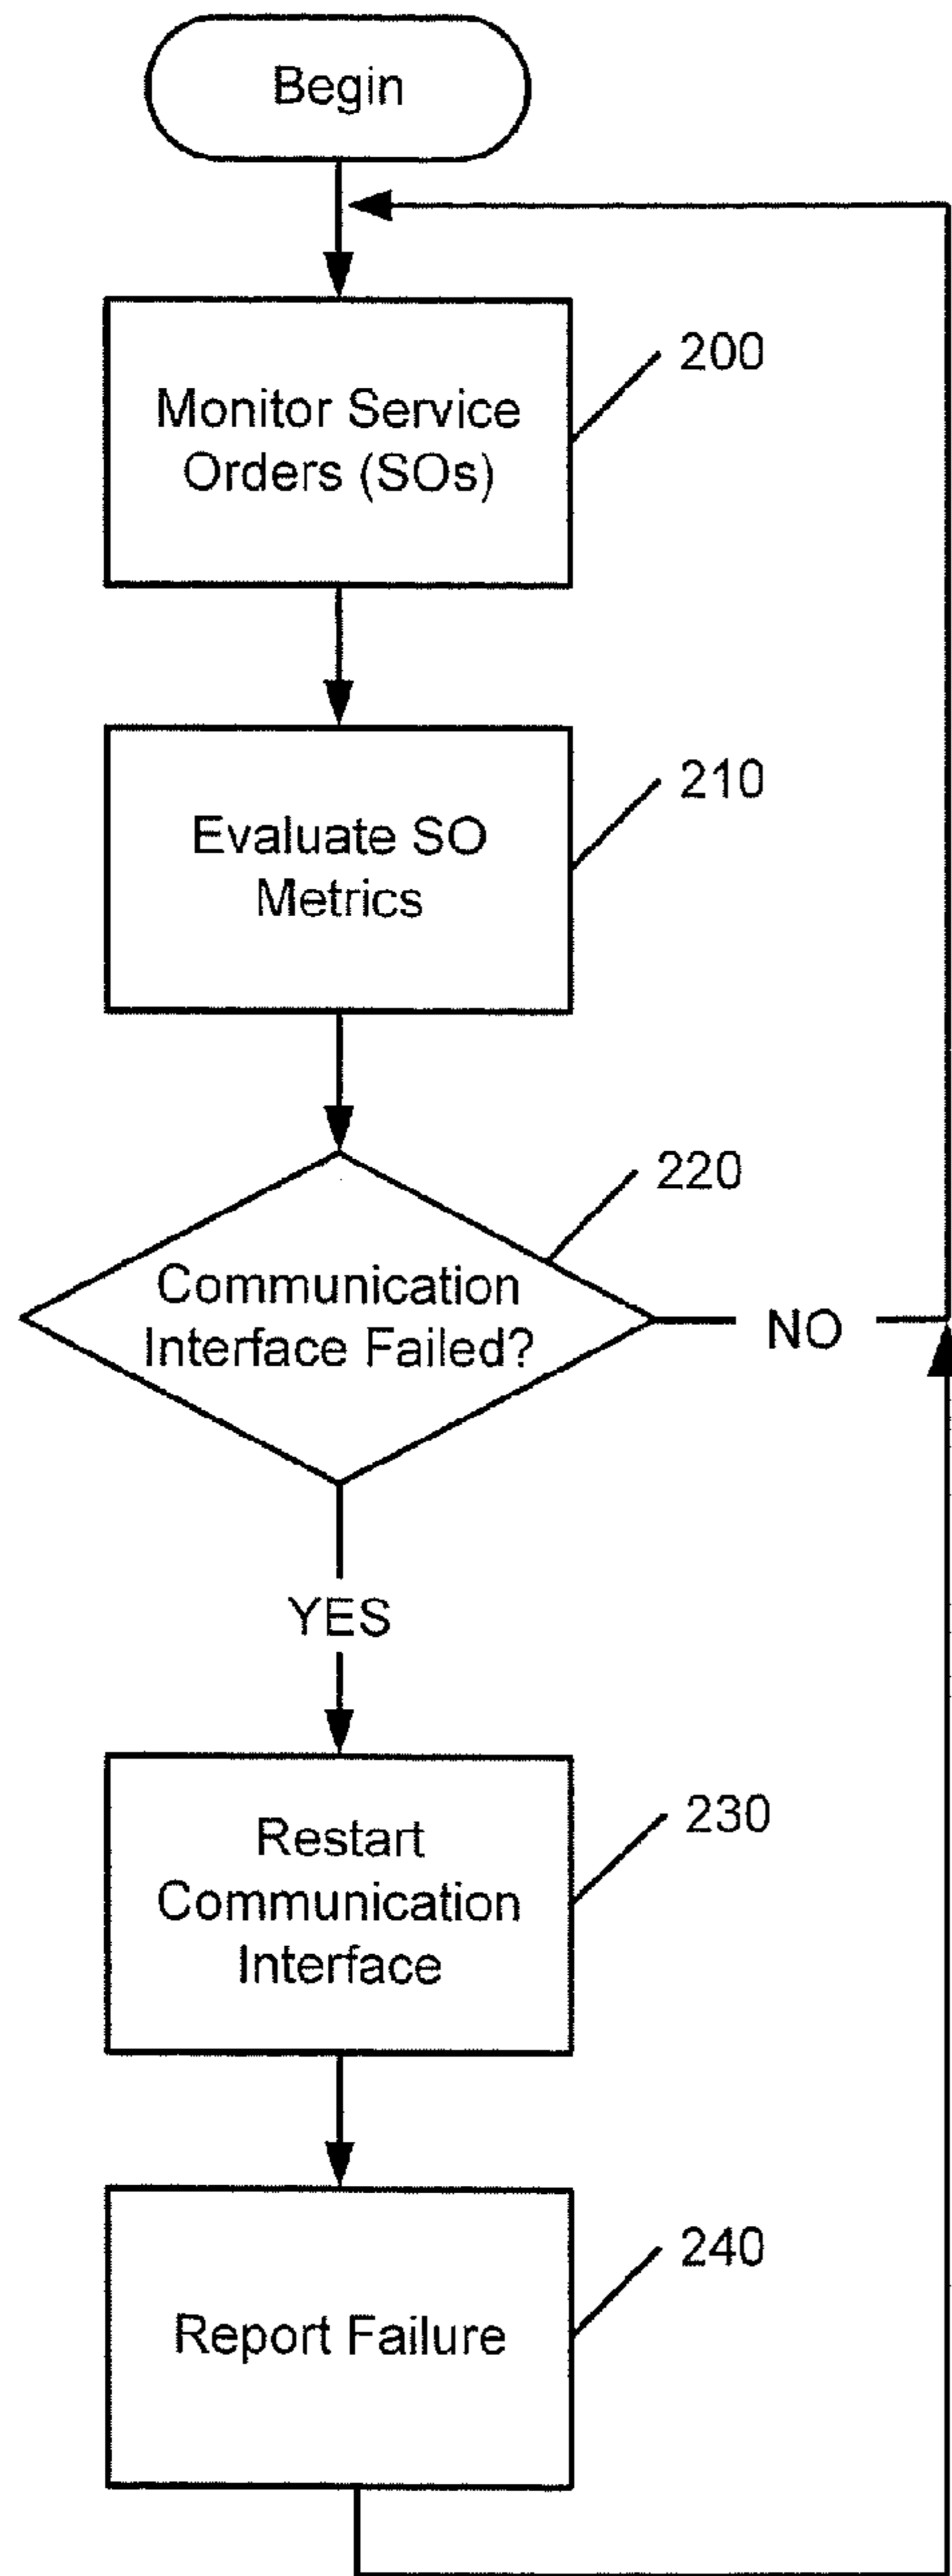 Begin
200
Monitor Service
Orders (SOs)
210
Evaluate SO
Metrics
220
Communication
Interface Failed?
NO
YES
230
Restart
Communication
Interface
240
Report Failure